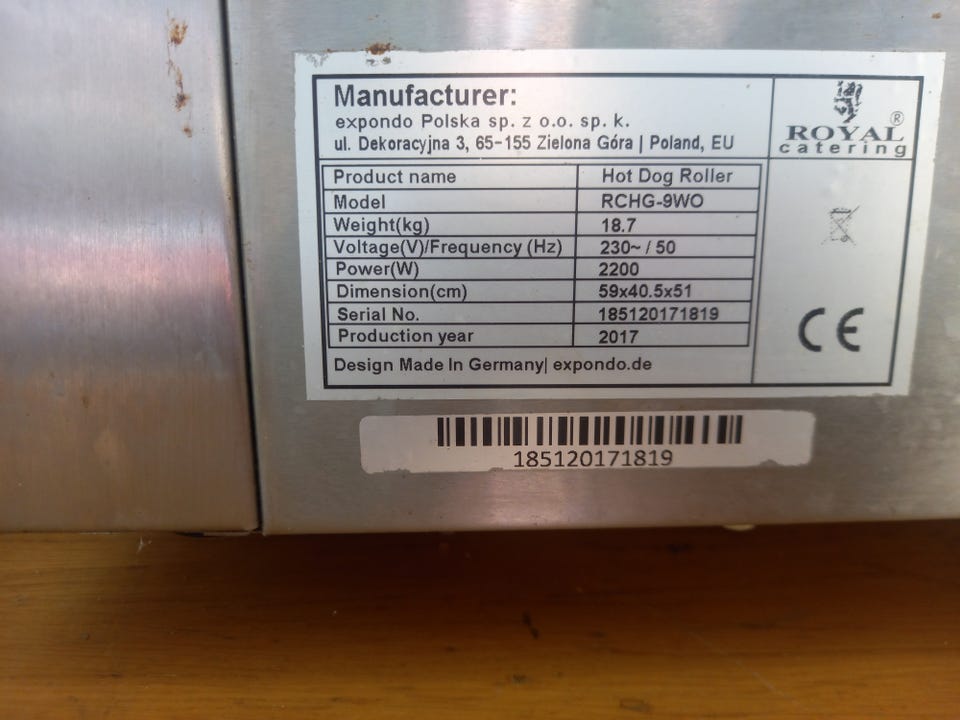 Manufacturer:
expondo Polska sp. z o.o. sp. k.
ul. Dekoracyjna 3, 65-155 Zielona Góra | Poland, EU
ROYAL ®
catering
Product name Hot Dog Roller
Model RCHG-9WO
Weight(kg) 18.7
Voltage(V)/Frequency (Hz) 230~ / 50
Power(W) 2200
Dimension(cm) 59x40.5x51
Serial No. 185120171819
Production year 2017
Design Made In Germany| expondo.de
CE
185120171819